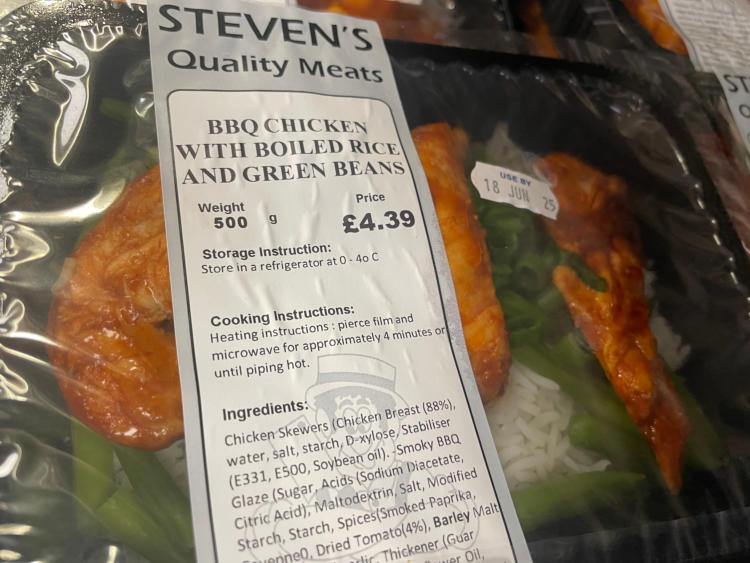 STEVEN'S
Quality Meats
BBQ CHICKEN
WITH BOILED RICE
AND GREEN BEANS
Weight
500 g
Price
£4.39
Storage Instruction:
Store in a refrigerator at 0 - 4o C
Cooking Instructions:
Heating instructions : pierce film and
microwave for approximately 4 minutes or
until piping hot.
Ingredients:
Chicken Skewers (Chicken Breast (88%),
water, salt, starch, D-xylose, Stabiliser
(E331, E500, Soybean oil). -Smoky BBQ
Glaze (Sugar, Acids (Sodium Diacetate,
Citric Acid), Maltodextrin, Salt, Modified
Starch, Starch, Spices(Smoked Paprika,
Dried Tomato(4%), Barley Malt
Thickener (Guar
Oil,
USE BY
18 JUN 25
ST